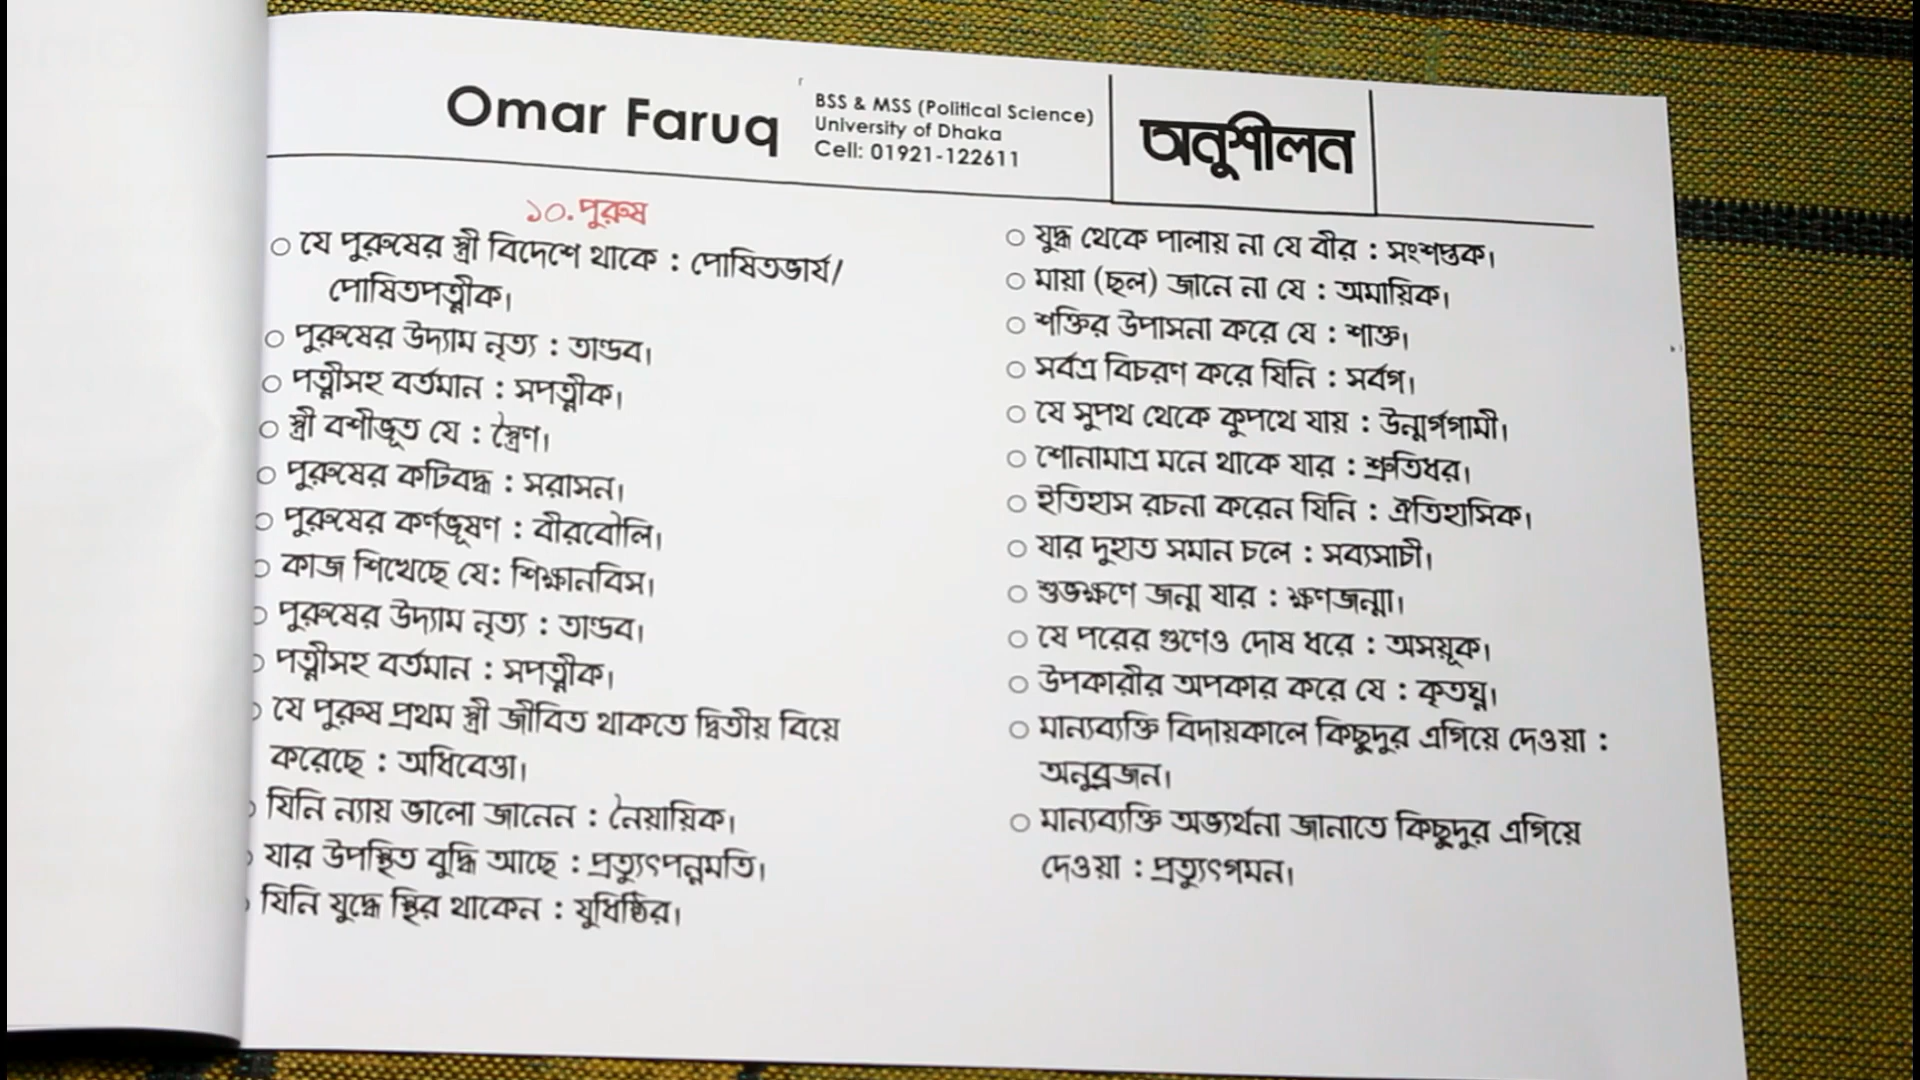 Omar Faruq
BSS & MSS (Political Science)
University of Dhaka
Cell: 01921-122611
অনুশীলন
১০. পুরুষ
○ যে পুরুষের স্ত্রী বিদেশে থাকে : পোষিতভার্য/
পোষিতপত্নীক।
○ পুরুষের উদ্যাম নৃত্য : তাণ্ডব।
○ পত্নীসহ বর্তমান : সপত্নীক।
○ স্ত্রী বশীভূত যে : স্ত্রৈণ।
○ পুরুষের কটিবদ্ধ : সরাসন।
○ পুরুষের কর্ণভূষণ : বীরবৌলি।
○ কাজ শিখেছে যে: শিক্ষানবিস।
○ পুরুষের উদ্যাম নৃত্য : তাণ্ডব।
○ পত্নীসহ বর্তমান : সপত্নীক।
○ যে পুরুষ প্রথম স্ত্রী জীবিত থাকতে দ্বিতীয় বিয়ে
করেছে : অধিবেত্তা।
○ যিনি ন্যায় ভালো জানেন : নৈয়ায়িক।
○ যার উপস্থিত বুদ্ধি আছে : প্রত্যুৎপন্নমতি।
○ যিনি যুদ্ধে স্থির থাকেন : যুধিষ্ঠির।
○ যুদ্ধ থেকে পালায় না যে বীর : সংশপ্তক।
○ মায়া (ছল) জানে না যে : অমায়িক।
○ শক্তির উপাসনা করে যে : শাক্ত।
○ সর্বত্র বিচরণ করে যিনি : সর্বগ।
○ যে সুপথ থেকে কুপথে যায় : উন্মার্গগামী।
○ শোনামাত্র মনে থাকে যার : শ্রুতিধর।
○ ইতিহাস রচনা করেন যিনি : ঐতিহাসিক।
○ যার দুহাত সমান চলে : সব্যসাচী।
○ শুভক্ষণে জন্ম যার : ক্ষণজন্মা।
○ যে পরের গুণেও দোষ ধরে : অসয়ূক।
○ উপকারীর অপকার করে যে : কৃতঘ্ন।
○ মান্যব্যক্তি বিদায়কালে কিছুদুর এগিয়ে দেওয়া :
অনুব্রজন।
○ মান্যব্যক্তি অভ্যর্থনা জানাতে কিছুদুর এগিয়ে
দেওয়া : প্রত্যুৎগমন।